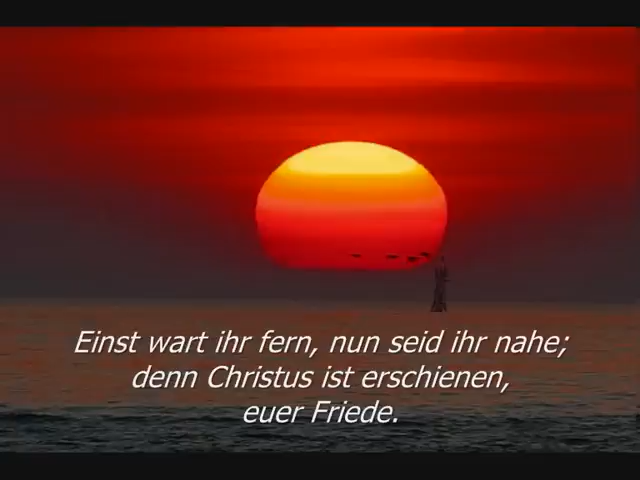 Einst wart ihr fern, nun seid ihr nahe;
denn Christus ist erschienen,
euer Friede.